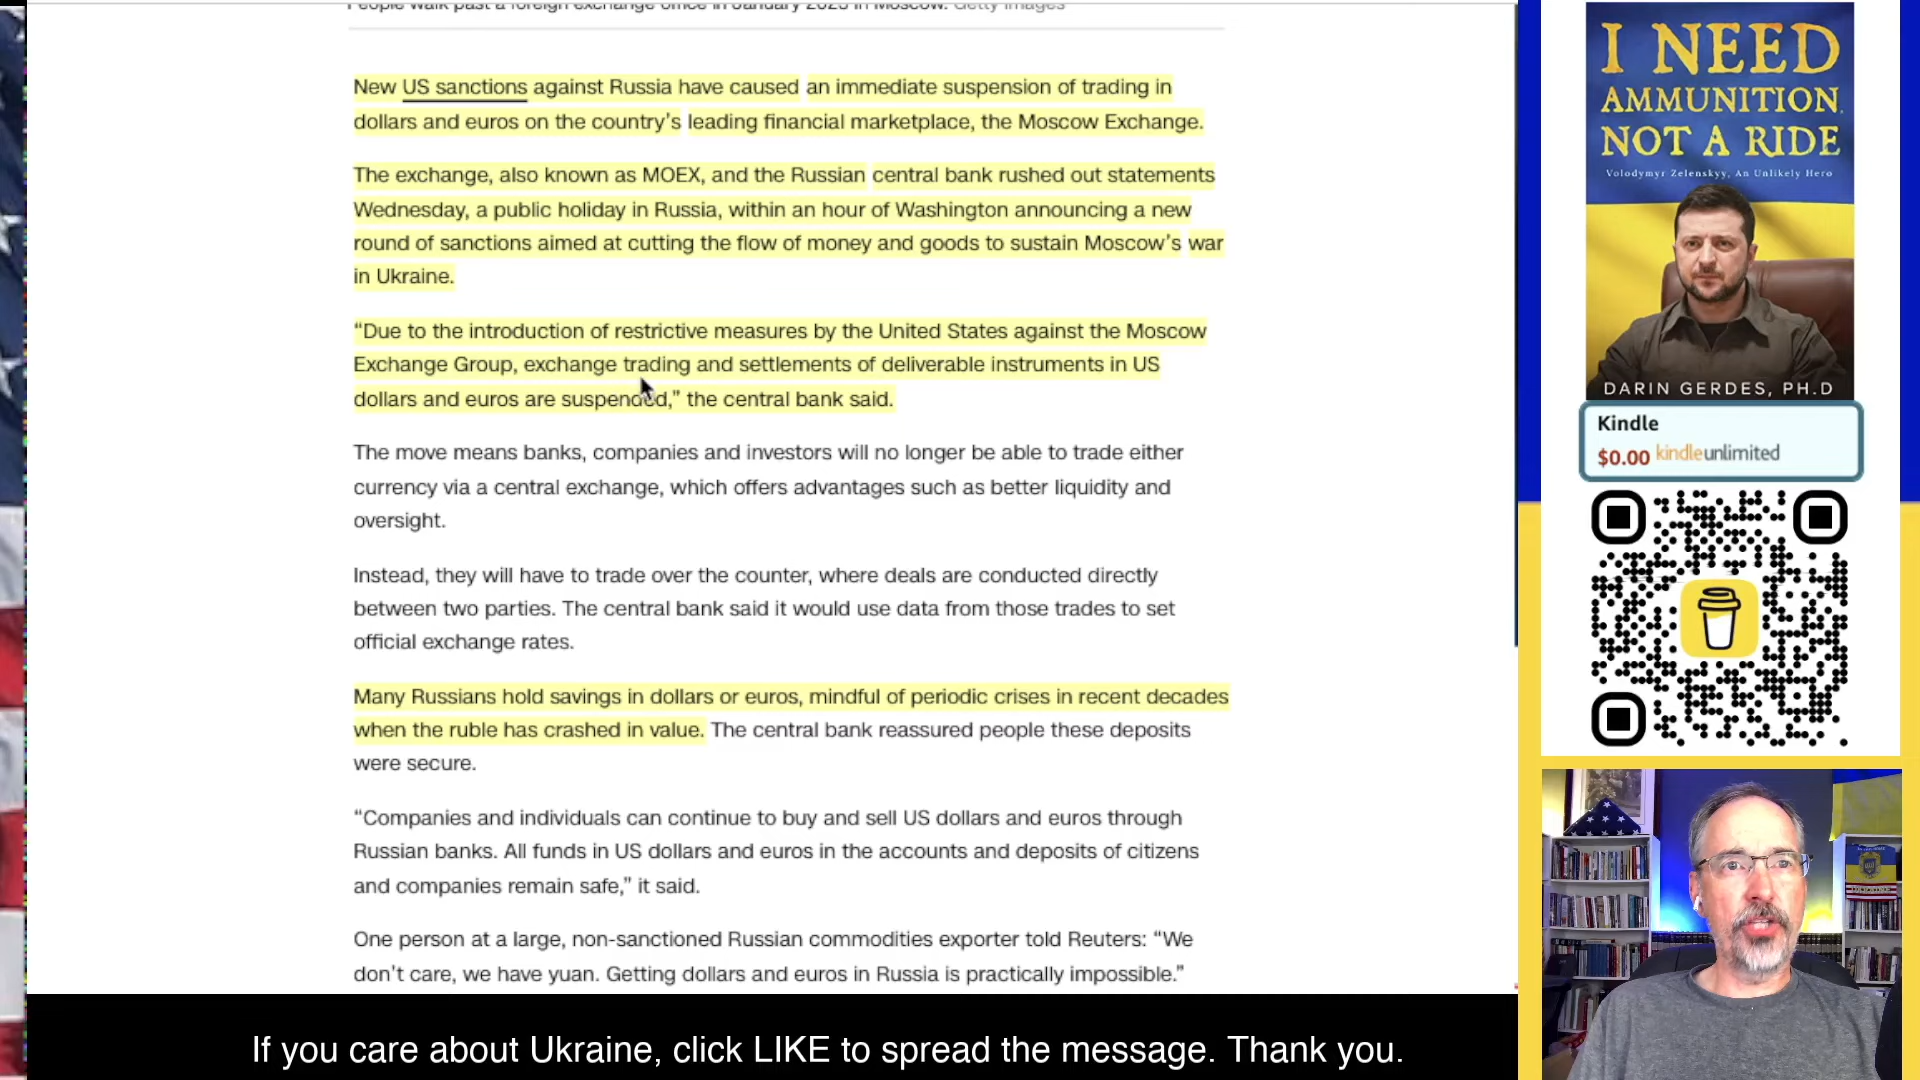 People walk past a foreign exchange office in January 2023 in Moscow. Getty Images
New US sanctions against Russia have caused an immediate suspension of trading in
dollars and euros on the country's leading financial marketplace, the Moscow Exchange.
The exchange, also known as MOEX, and the Russian central bank rushed out statements
Wednesday, a public holiday in Russia, within an hour of Washington announcing a new
round of sanctions aimed at cutting the flow of money and goods to sustain Moscow's war
in Ukraine.
“Due to the introduction of restrictive measures by the United States against the Moscow
Exchange Group, exchange trading and settlements of deliverable instruments in US
dollars and euros are suspended,” the central bank said.
The move means banks, companies and investors will no longer be able to trade either
currency via a central exchange, which offers advantages such as better liquidity and
oversight.
Instead, they will have to trade over the counter, where deals are conducted directly
between two parties. The central bank said it would use data from those trades to set
official exchange rates.
Many Russians hold savings in dollars or euros, mindful of periodic crises in recent decades
when the ruble has crashed in value. The central bank reassured people these deposits
were secure.
“Companies and individuals can continue to buy and sell US dollars and euros through
Russian banks. All funds in US dollars and euros in the accounts and deposits of citizens
and companies remain safe,” it said.
One person at a large, non-sanctioned Russian commodities exporter told Reuters: “We
don't care, we have yuan. Getting dollars and euros in Russia is practically impossible.”
If you care about Ukraine, click LIKE to spread the message. Thank you.
I NEED
AMMUNITION,
NOT A RIDE
Volodymyr Zelenskyy, An Unlikely Hero
DARIN GERDES, PH.D
Kindle
$0.00 kindleunlimited